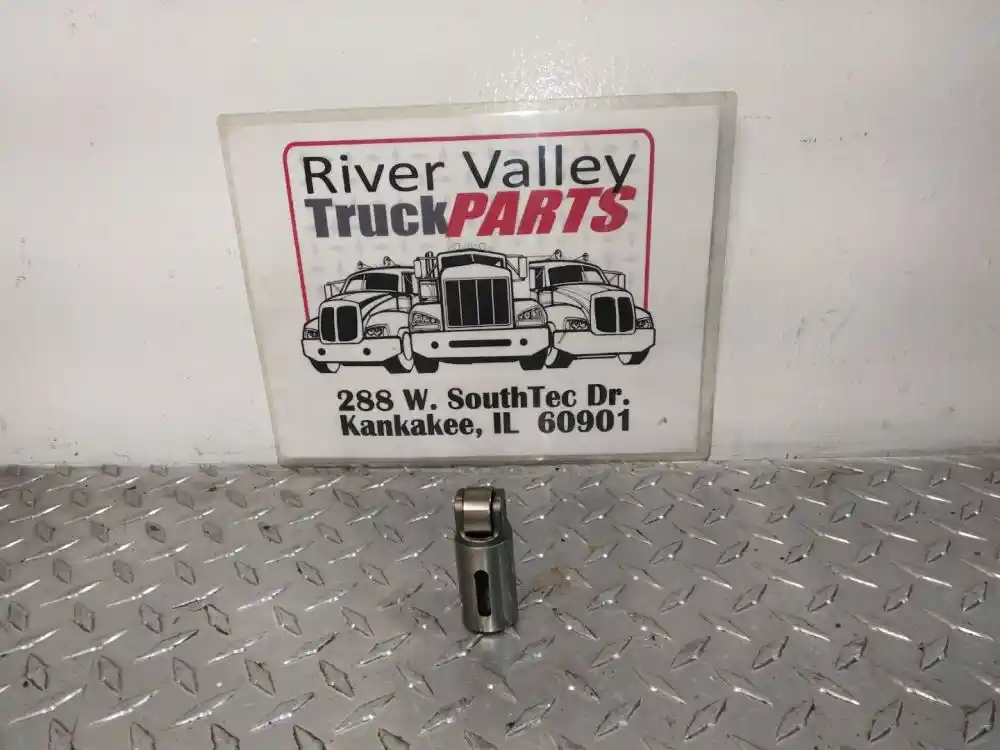 River Valley
TruckPARTS
288 W. SouthTec Dr.
Kankakee, IL 60901